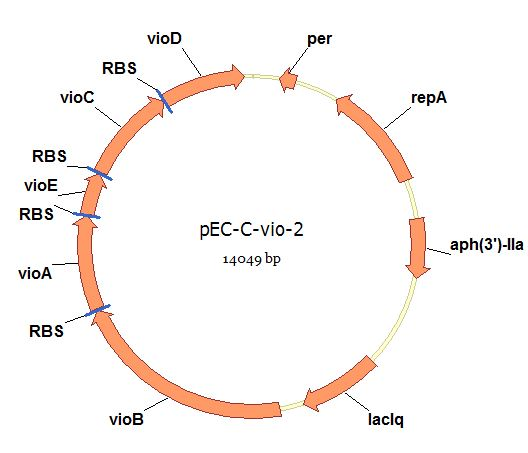 vioD
per
RBS
vioC
repA
RBS
vioE
RBS
pEC-C-vio-2
14049 bp
aph(3')-IIa
vioA
RBS
vioB
lacIq